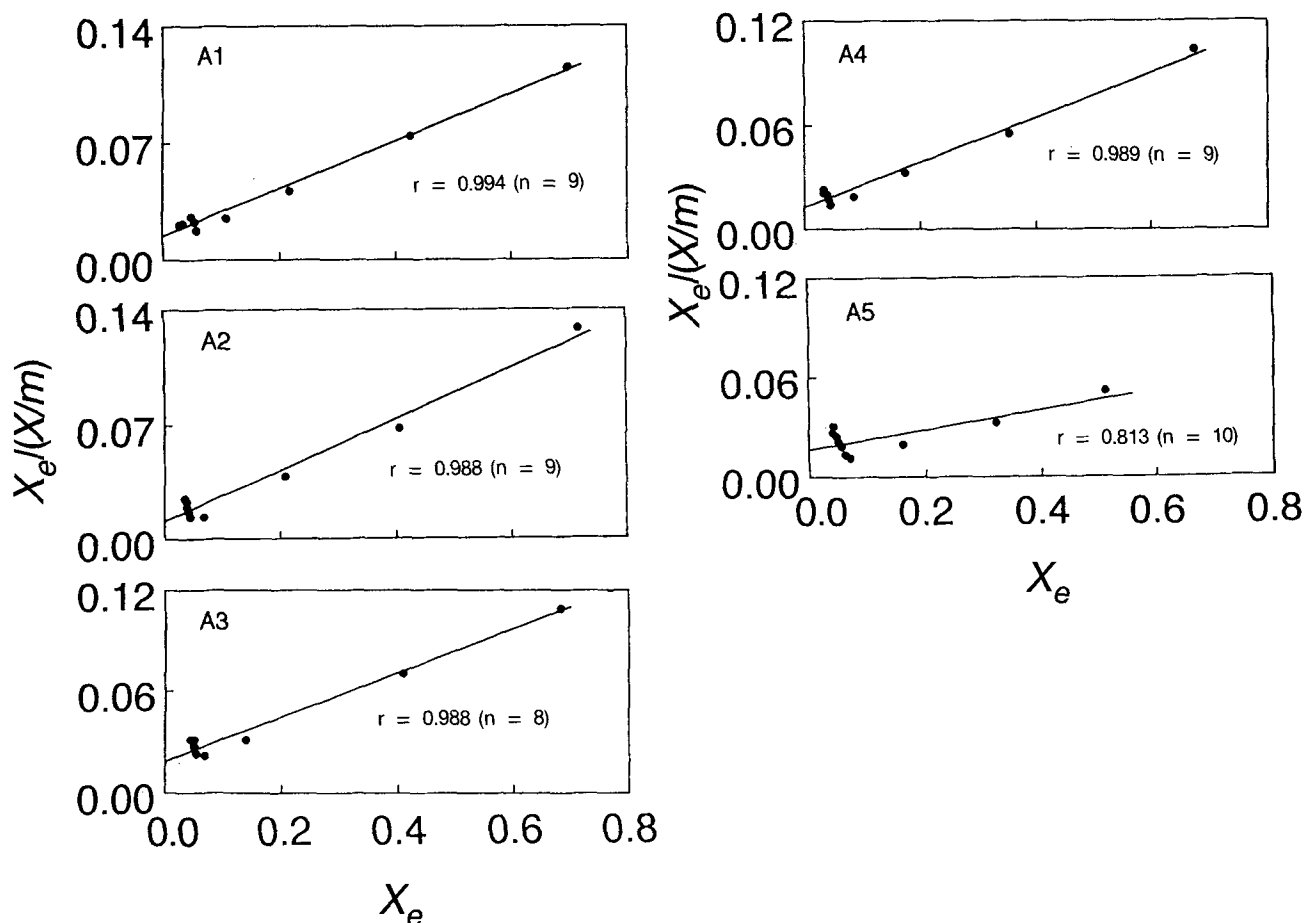 0.14
A1
0.07
r = 0.994 (n = 9)
0.00
0.14
A2
0.07
r = 0.988 (n = 9)
0.00
X_e/(X/m)
0.12
A3
0.06
r = 0.988 (n = 8)
0.00
0.0 0.2 0.4 0.6 0.8
X_e
0.12
A4
0.06
r = 0.989 (n = 9)
0.00
X_e/(X/m)
0.12
A5
0.06
r = 0.813 (n = 10)
0.00
0.0 0.2 0.4 0.6 0.8
X_e